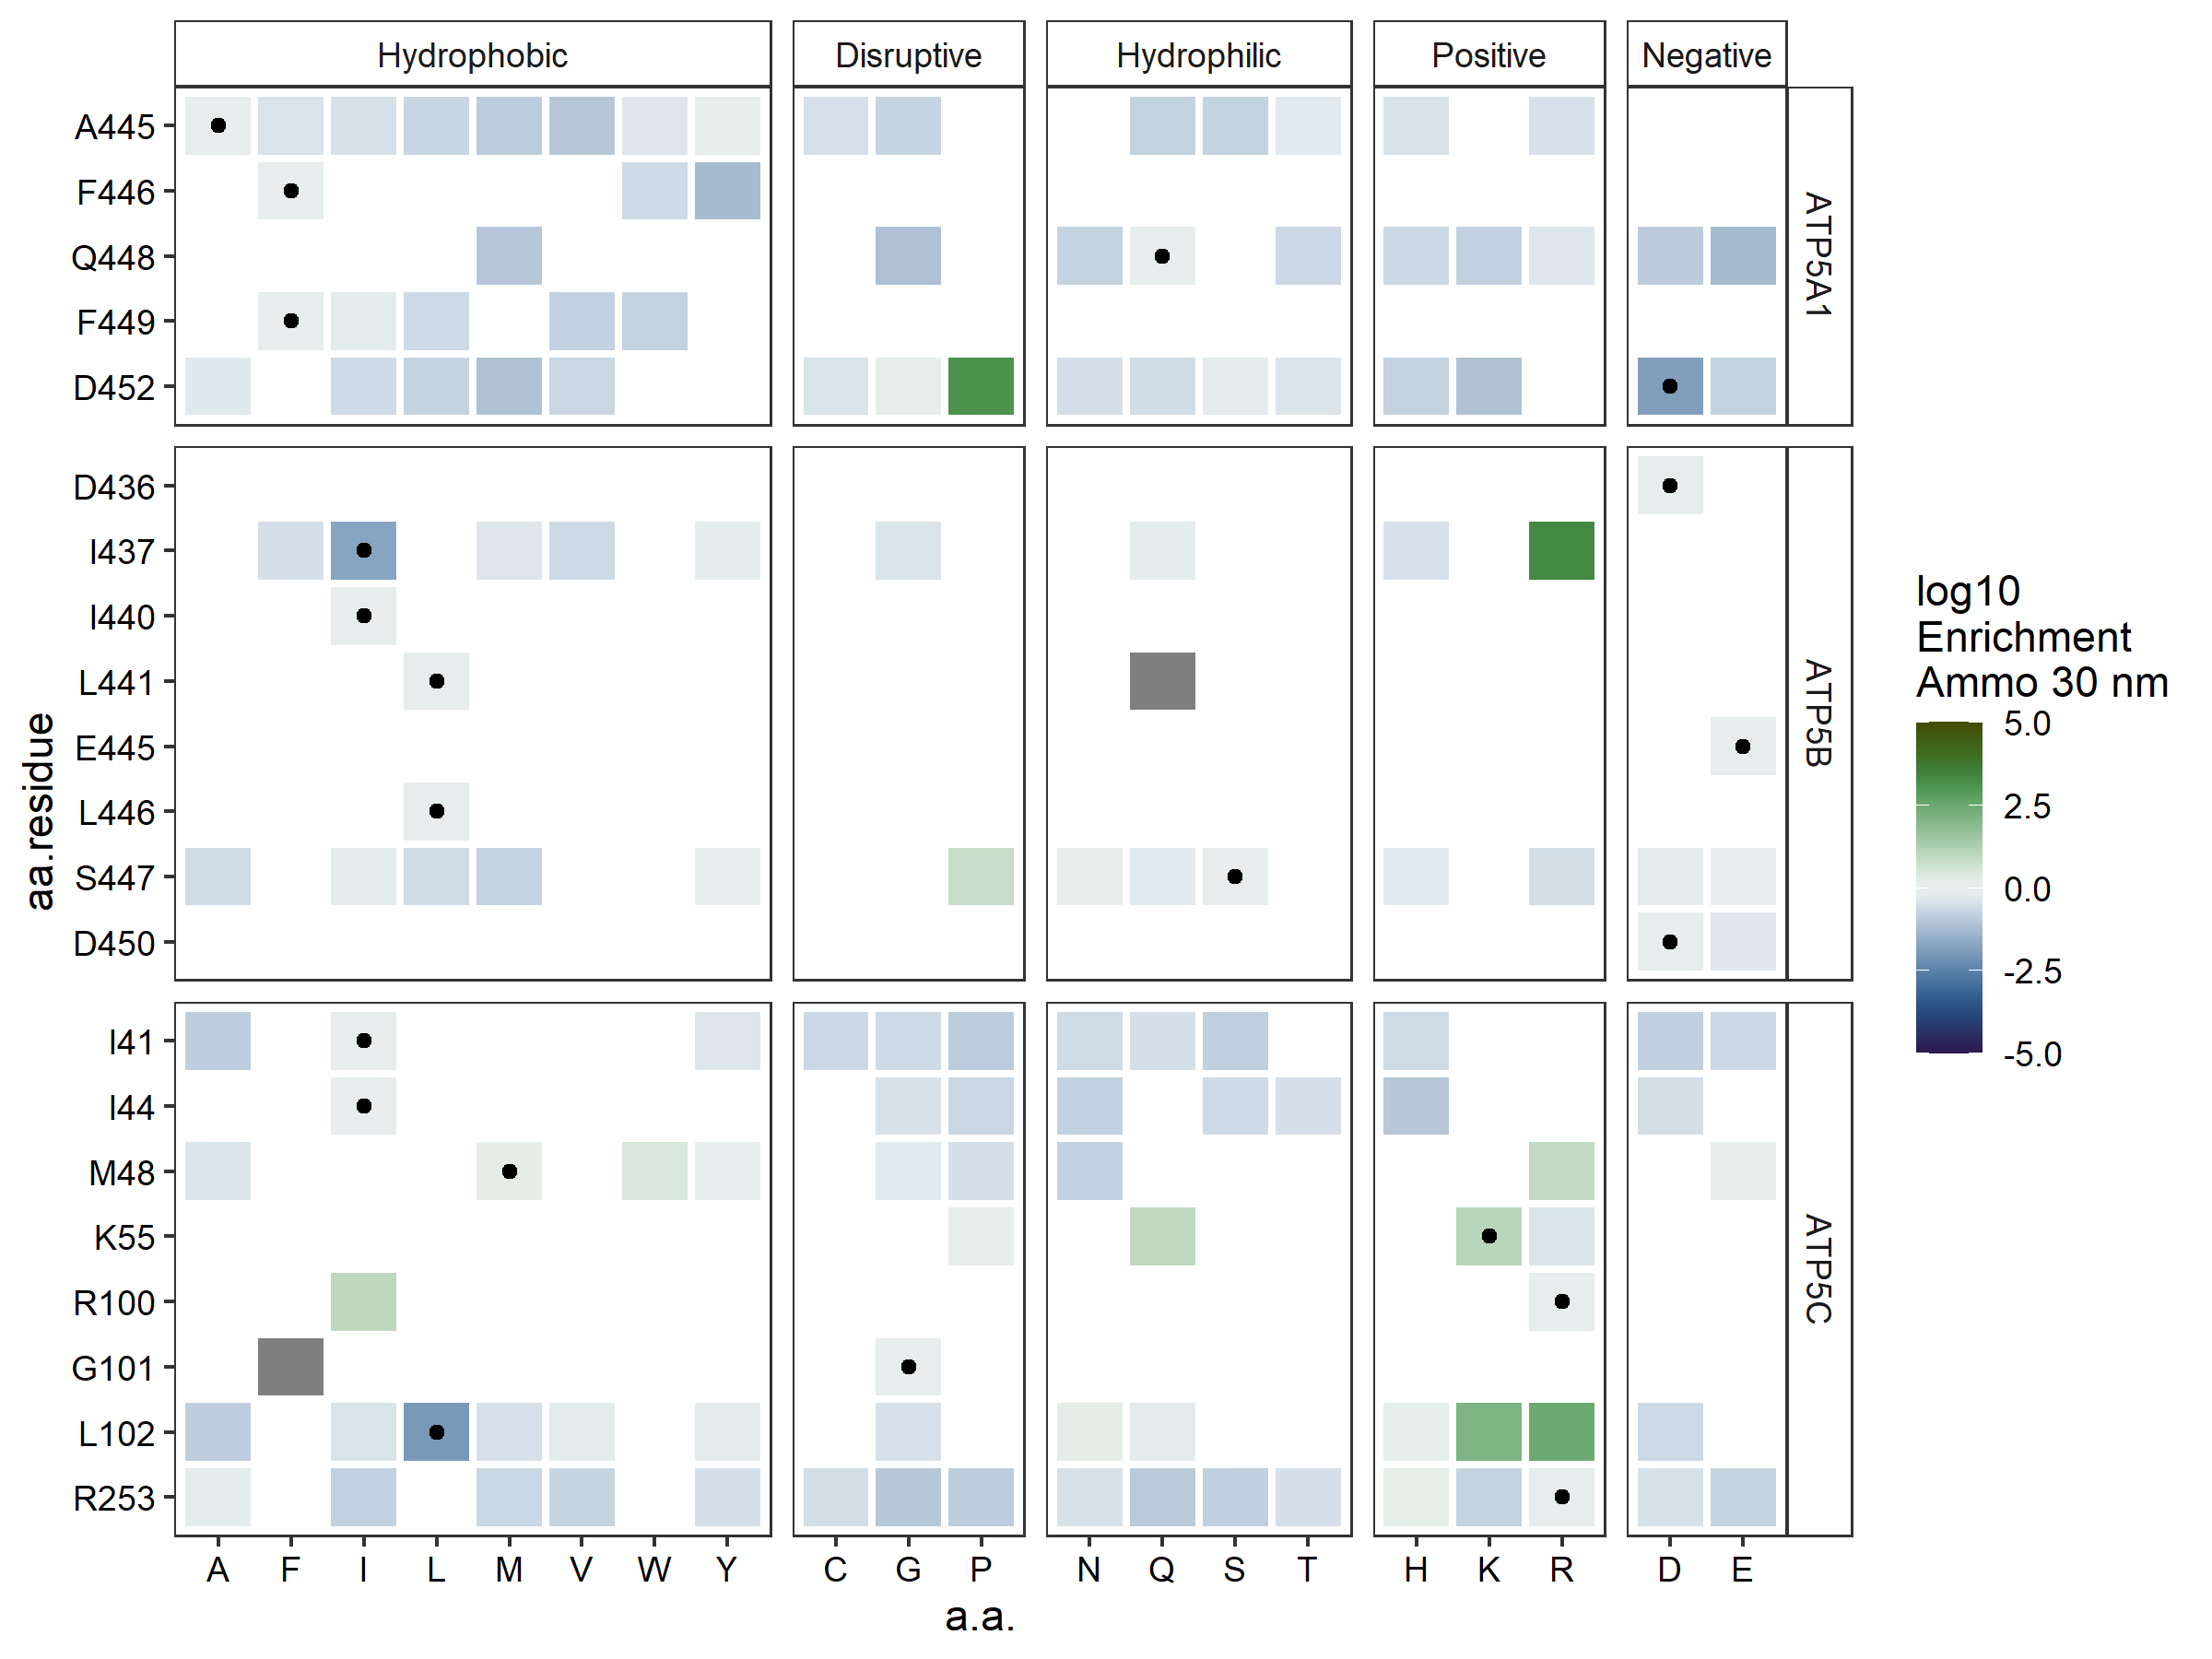 Hydrophobic Disruptive Hydrophilic Positive Negative
A445
F446
Q448
F449
D452
ATP5A1
D436
I437
I440
L441
E445
L446
S447
D450
ATP5B
I41
I44
M48
K55
R100
G101
L102
R253
ATP5C
A F I L M V W Y C G P N Q S T H K R D E
a.a.
aa.residue
log10
Enrichment
Ammo 30 nm
5.0
2.5
0.0
-2.5
-5.0